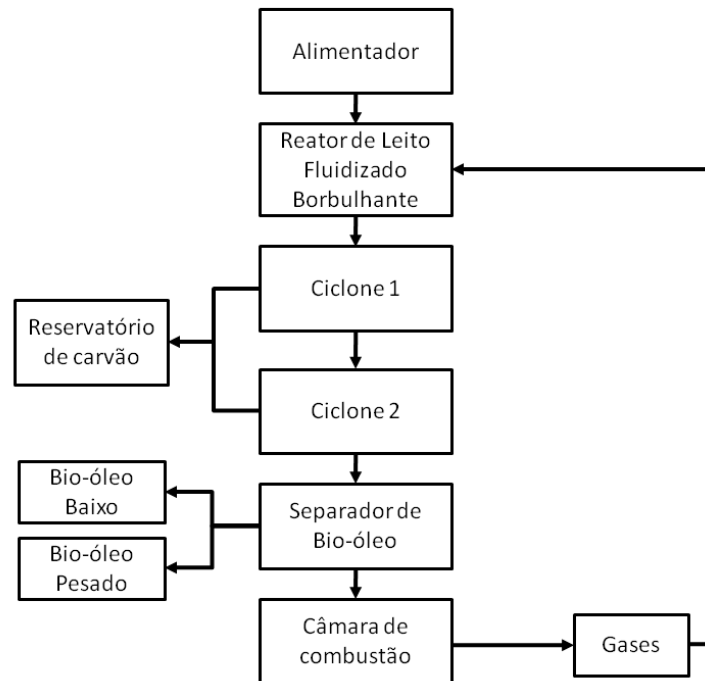 Alimentador
Reator de Leito
Fluidizado
Borbulhante
Ciclone 1
Reservatório
de carvão
Ciclone 2
Bio-óleo
Baixo
Separador de
Bio-óleo
Bio-óleo
Pesado
Câmara de
combustão
Gases